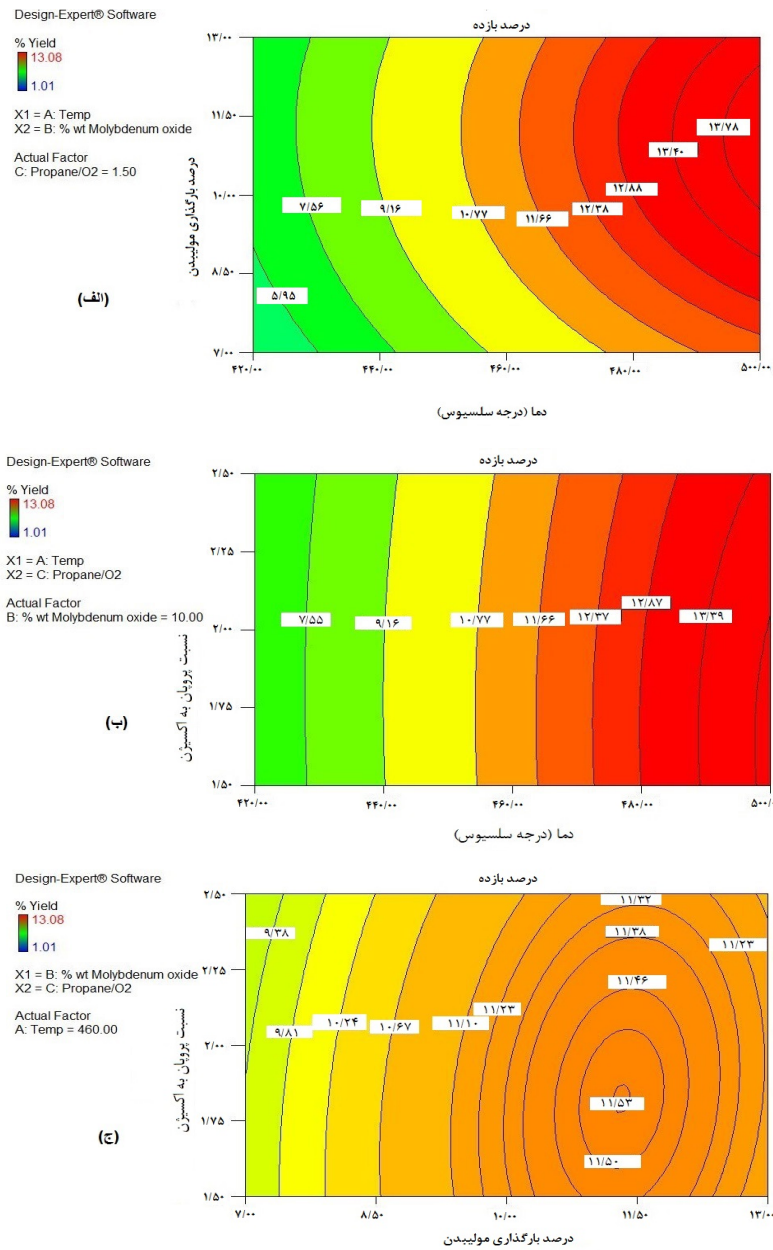 Design-Expert® Software
درصد بازده
% Yield
13.08
1.01
X1 = A: Temp
X2 = B: % wt Molybdenum oxide
Actual Factor
C: Propane/O2 = 1.50
(الف)
درصد بارگذاری مولیبدن
۱۳/۰۰
۱۱/۵۰
۱۰/۰۰
۸/۵۰
۷/۰۰
۵/۹۵
۷/۵۶
۹/۱۶
۱۰/۷۷
۱۱/۶۶
۱۲/۳۸
۱۲/۸۸
۱۳/۴۰
۱۳/۷۸
۴۲۰/۰۰ ۴۴۰/۰۰ ۴۶۰/۰۰ ۴۸۰/۰۰ ۵۰۰/۰۰
دما (درجه سلسیوس)
Design-Expert® Software
درصد بازده
% Yield
13.08
1.01
X1 = A: Temp
X2 = C: Propane/O2
Actual Factor
B: % wt Molybdenum oxide = 10.00
(ب)
نسبت پروپان به اکسیژن
۲/۵۰
۲/۲۵
۲/۰۰
۱/۷۵
۱/۵۰
۷/۵۵
۹/۱۶
۱۰/۷۷
۱۱/۶۶
۱۲/۳۷
۱۲/۸۷
۱۳/۳۹
۴۲۰/۰۰ ۴۴۰/۰۰ ۴۶۰/۰۰ ۴۸۰/۰۰ ۵۰۰/۰
دما (درجه سلسیوس)
Design-Expert® Software
درصد بازده
% Yield
13.08
1.01
X1 = B: % wt Molybdenum oxide
X2 = C: Propane/O2
Actual Factor
A: Temp = 460.00
(ج)
نسبت پروپان به اکسیژن
۲/۵۰
۲/۲۵
۲/۰۰
۱/۷۵
۱/۵۰
۹/۳۸
۹/۸۱
۱۰/۲۴
۱۰/۶۷
۱۱/۱۰
۱۱/۲۳
۱۱/۳۲
۱۱/۳۸
۱۱/۲۳
۱۱/۴۶
۱۱/۵۳
۱۱/۵۰
۷/۰۰ ۸/۵۰ ۱۰/۰۰ ۱۱/۵۰ ۱۳/۰۰
درصد بارگذاری مولیبدن